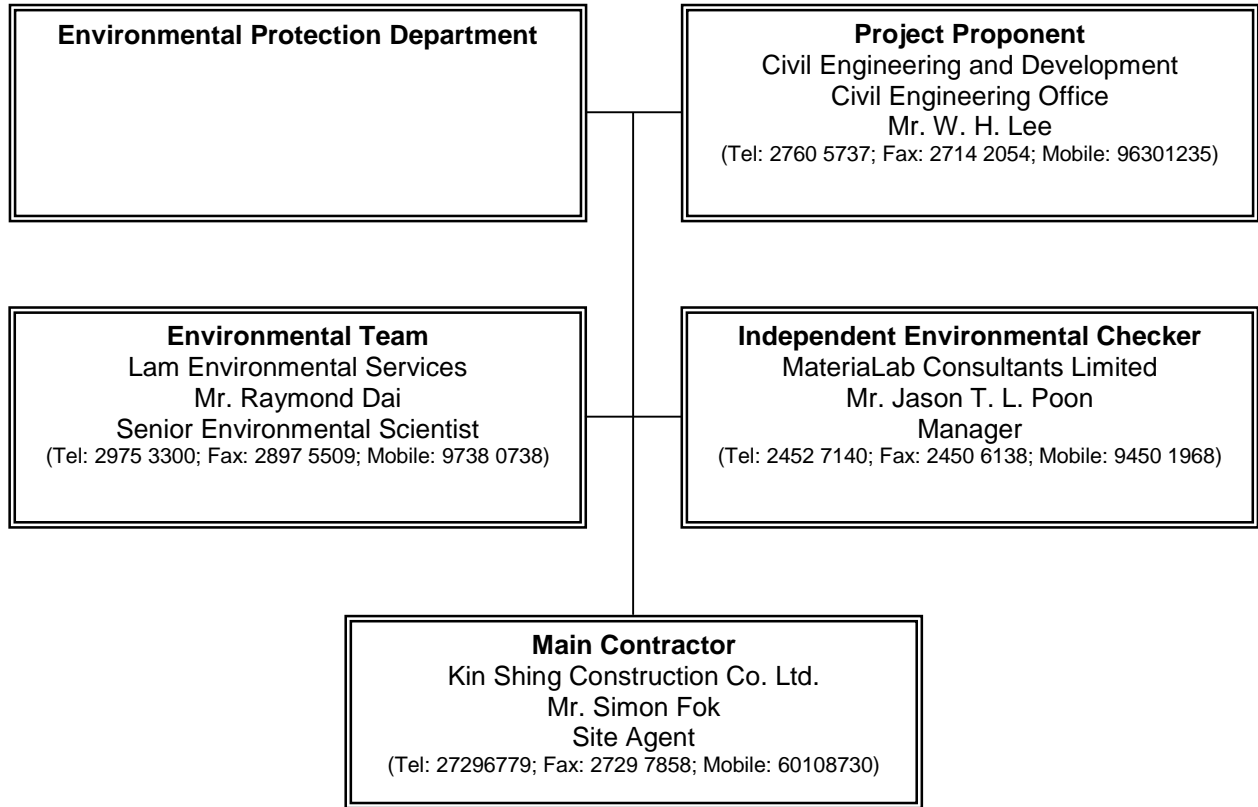 Environmental Protection Department
Project Proponent
Civil Engineering and Development
Civil Engineering Office
Mr. W. H. Lee
(Tel: 2760 5737; Fax: 2714 2054; Mobile: 96301235)
Environmental Team
Lam Environmental Services
Mr. Raymond Dai
Senior Environmental Scientist
(Tel: 2975 3300; Fax: 2897 5509; Mobile: 9738 0738)
Independent Environmental Checker
MateriaLab Consultants Limited
Mr. Jason T. L. Poon
Manager
(Tel: 2452 7140; Fax: 2450 6138; Mobile: 9450 1968)
Main Contractor
Kin Shing Construction Co. Ltd.
Mr. Simon Fok
Site Agent
(Tel: 27296779; Fax: 2729 7858; Mobile: 60108730)